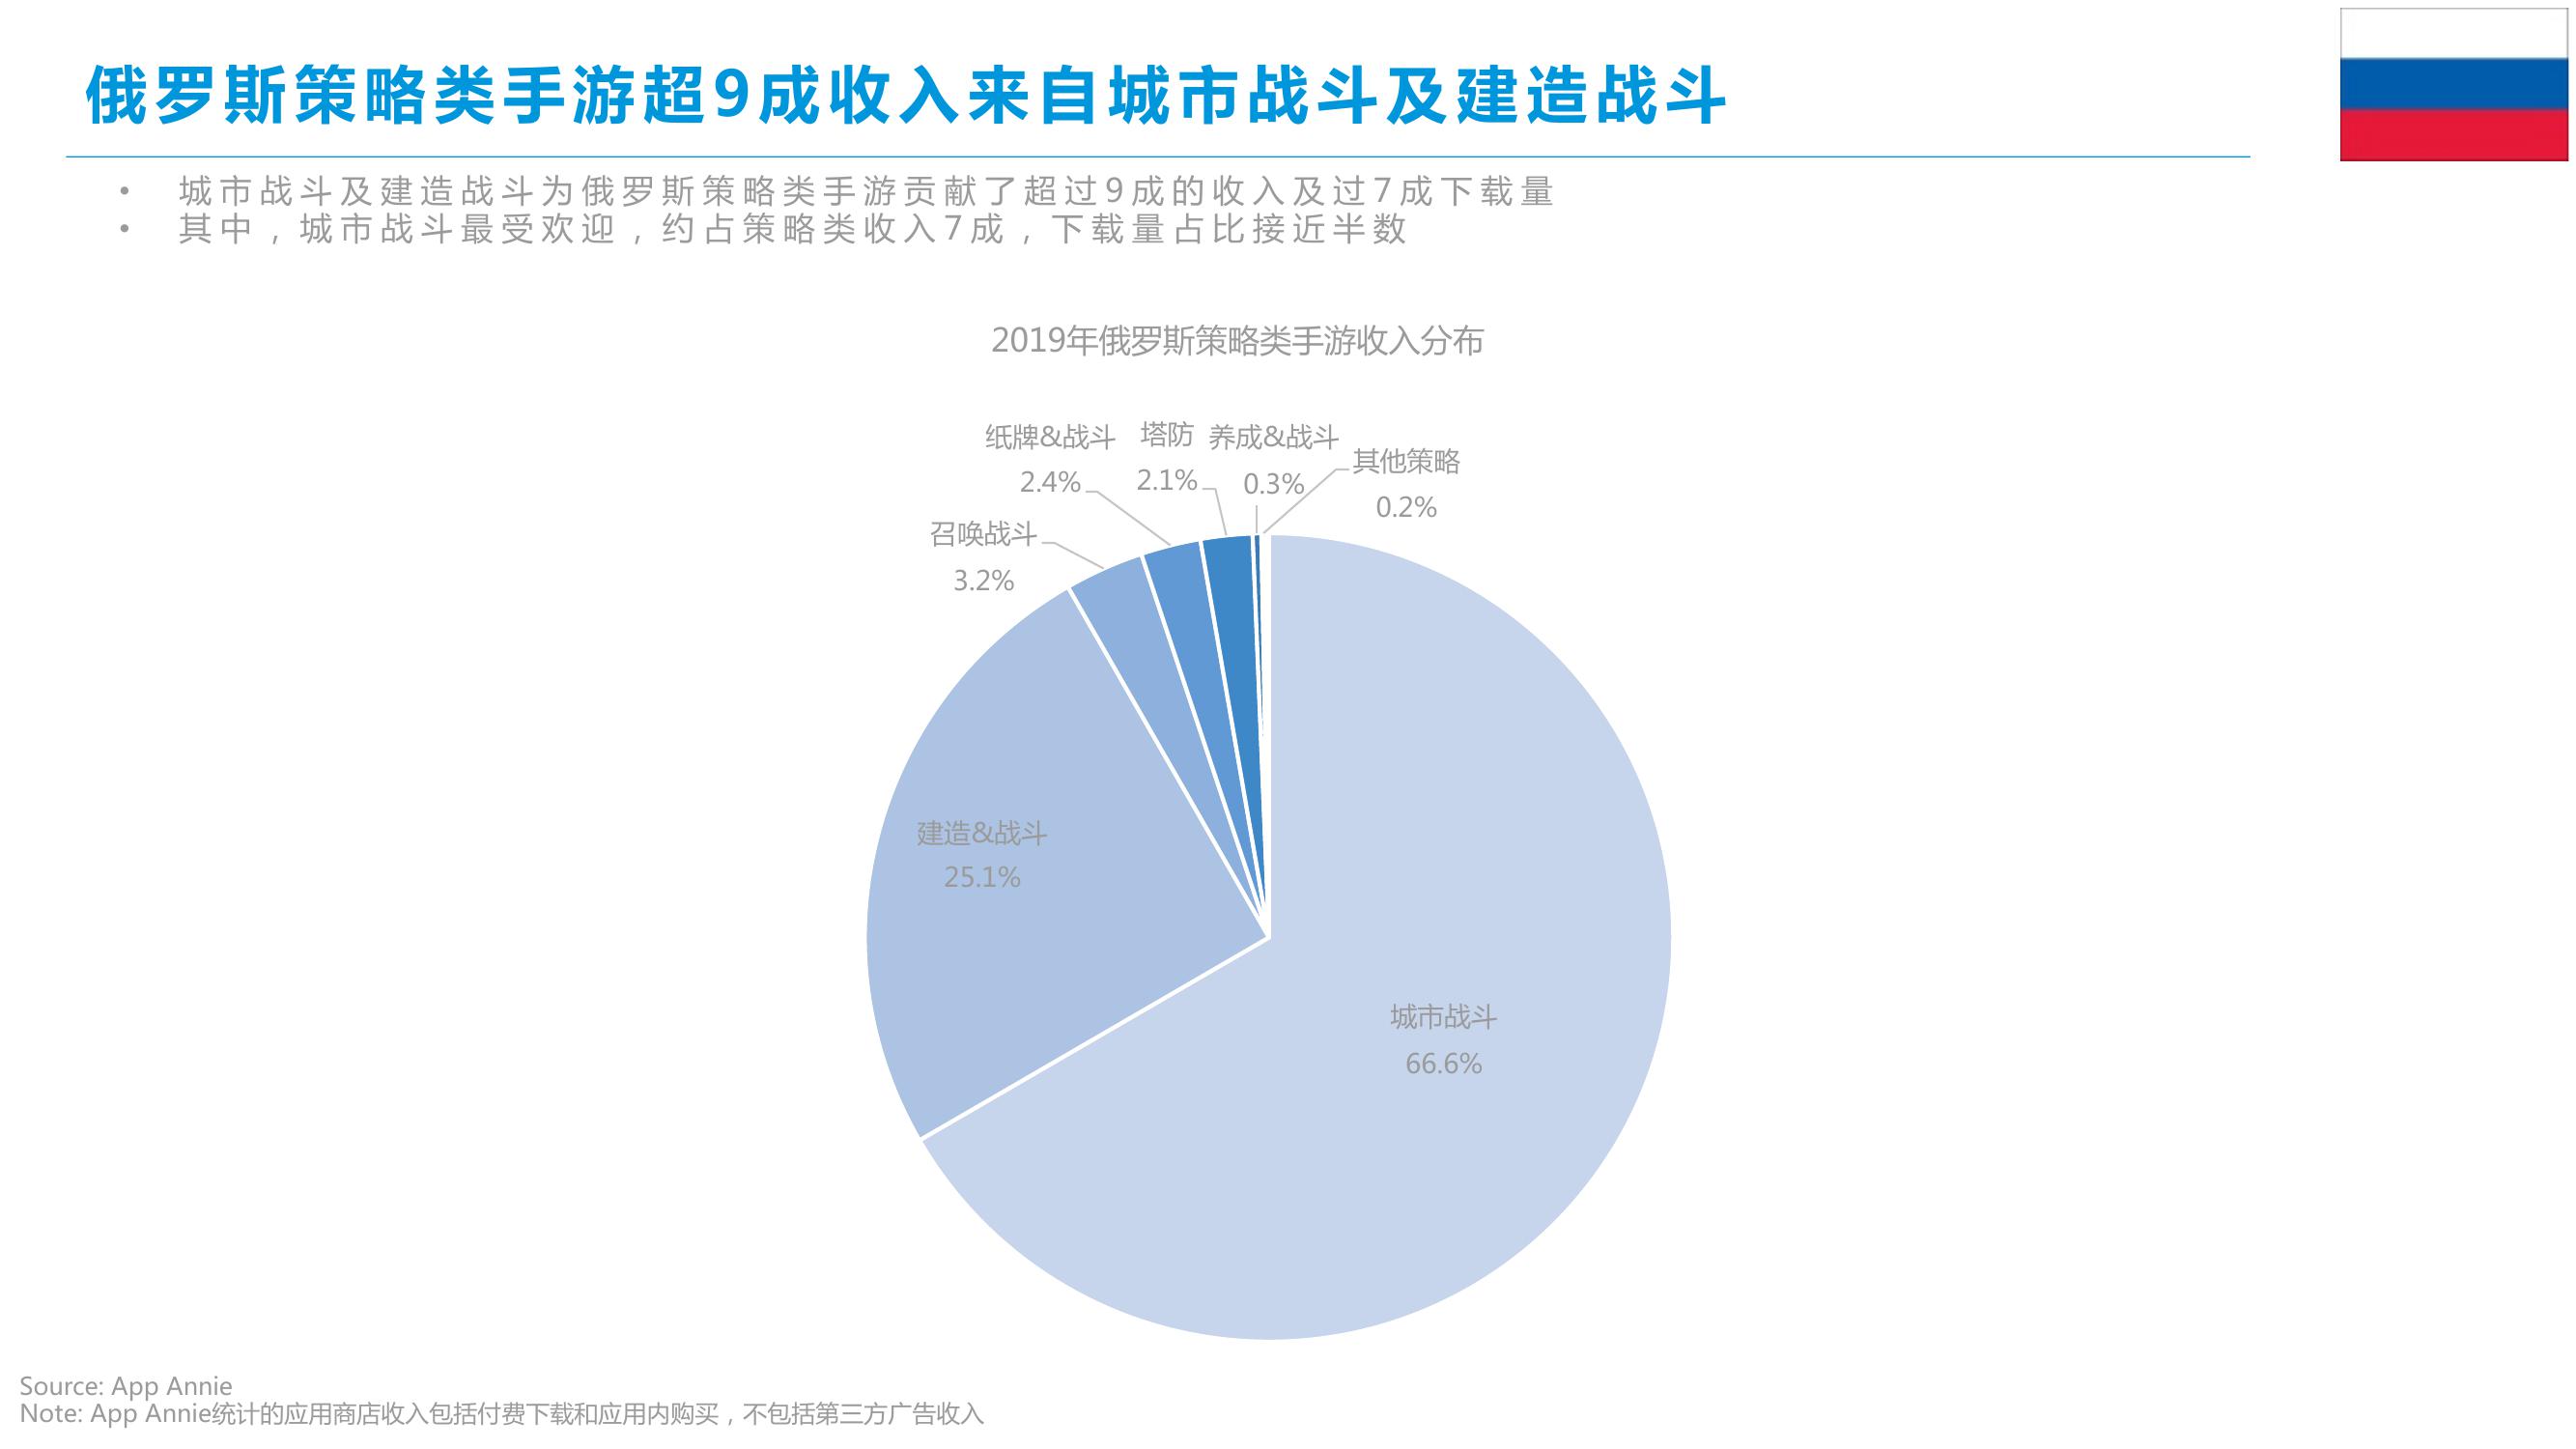 俄罗斯策略类手游超9成收入来自城市战斗及建造战斗
• 城市战斗及建造战斗为俄罗斯策略类手游贡献了超过9成的收入及过7成下载量
• 其中，城市战斗最受欢迎，约占策略类收入7成，下载量占比接近半数
2019年俄罗斯策略类手游收入分布
纸牌&战斗
2.4%
塔防
2.1%
养成&战斗
0.3%
其他策略
0.2%
召唤战斗
3.2%
建造&战斗
25.1%
城市战斗
66.6%
Source: App Annie
Note: App Annie统计的应用商店收入包括付费下载和应用内购买，不包括第三方广告收入